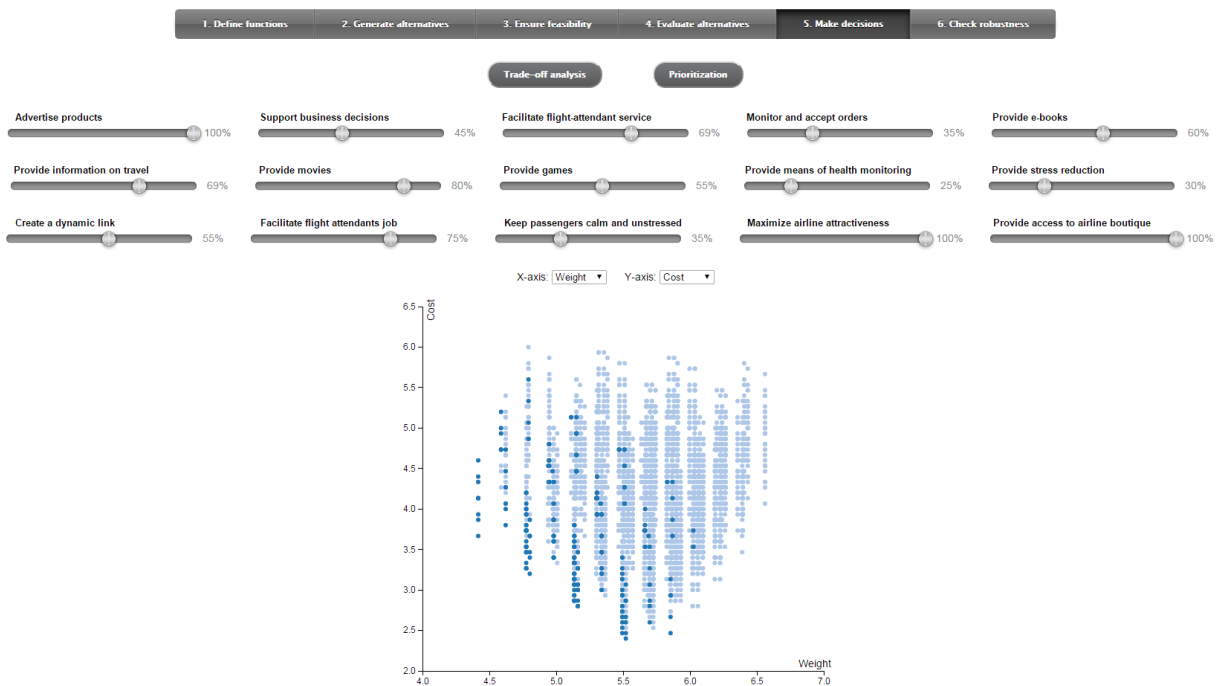 1. Define functions 2. Generate alternatives 3. Ensure feasibility 4. Evaluate alternatives 5. Make decisions 6. Check robustness
Trade-off analysis Prioritization
Advertise products Support business decisions Facilitate flight-attendant service Monitor and accept orders Provide e-books
100% 45% 69% 35% 60%
Provide information on travel Provide movies Provide games Provide means of health monitoring Provide stress reduction
69% 80% 55% 25% 30%
Create a dynamic link Facilitate flight attendants job Keep passengers calm and unstressed Maximize airline attractiveness Provide access to airline boutique
55% 75% 35% 100% 100%
X-axis: Weight Y-axis: Cost
6.5
Cost
6.0
5.5
5.0
4.5
4.0
3.5
3.0
2.5
Weight
2.0
4.0 4.5 5.0 5.5 6.0 6.5 7.0